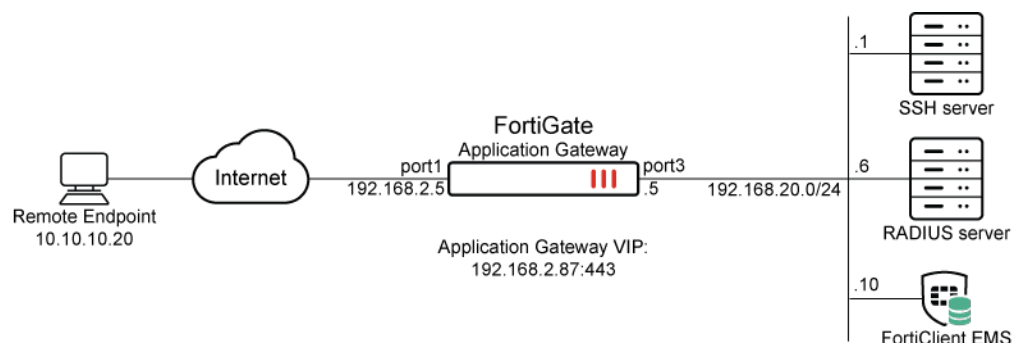 .1
SSH server
FortiGate
Application Gateway
port1
port3
.6
Internet
192.168.2.5
.5
192.168.20.0/24
Remote Endpoint
10.10.10.20
RADIUS server
Application Gateway VIP:
192.168.2.87:443
.10
FortiClient EMS